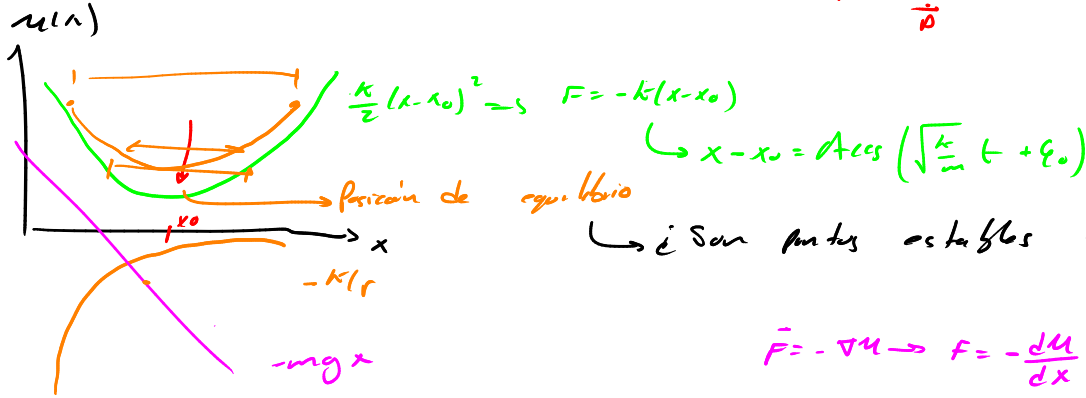 u(x)
p
k/2 (x-x₀)² => F = -k(x-x₀)
x-x₀ = A cos (√(k/m) t + φ₀)
Posición de equilibrio
x₀
x
¿ Son puntos estables
-k/r
-mgx
F⃗ = -∇U → F = -dU/dx